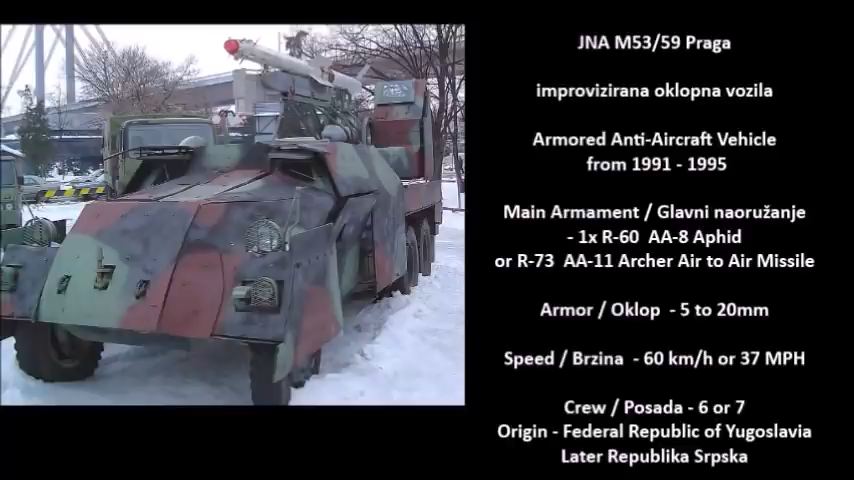 JNA M53/59 Praga
improvizirana oklopna vozila
Armored Anti-Aircraft Vehicle
from 1991 - 1995
Main Armament / Glavni naoružanje
- 1x R-60  AA-8 Aphid
or R-73  AA-11 Archer Air to Air Missile
Armor / Oklop  - 5 to 20mm
Speed / Brzina  - 60 km/h or 37 MPH
Crew / Posada - 6 or 7
Origin - Federal Republic of Yugoslavia
Later Republika Srpska